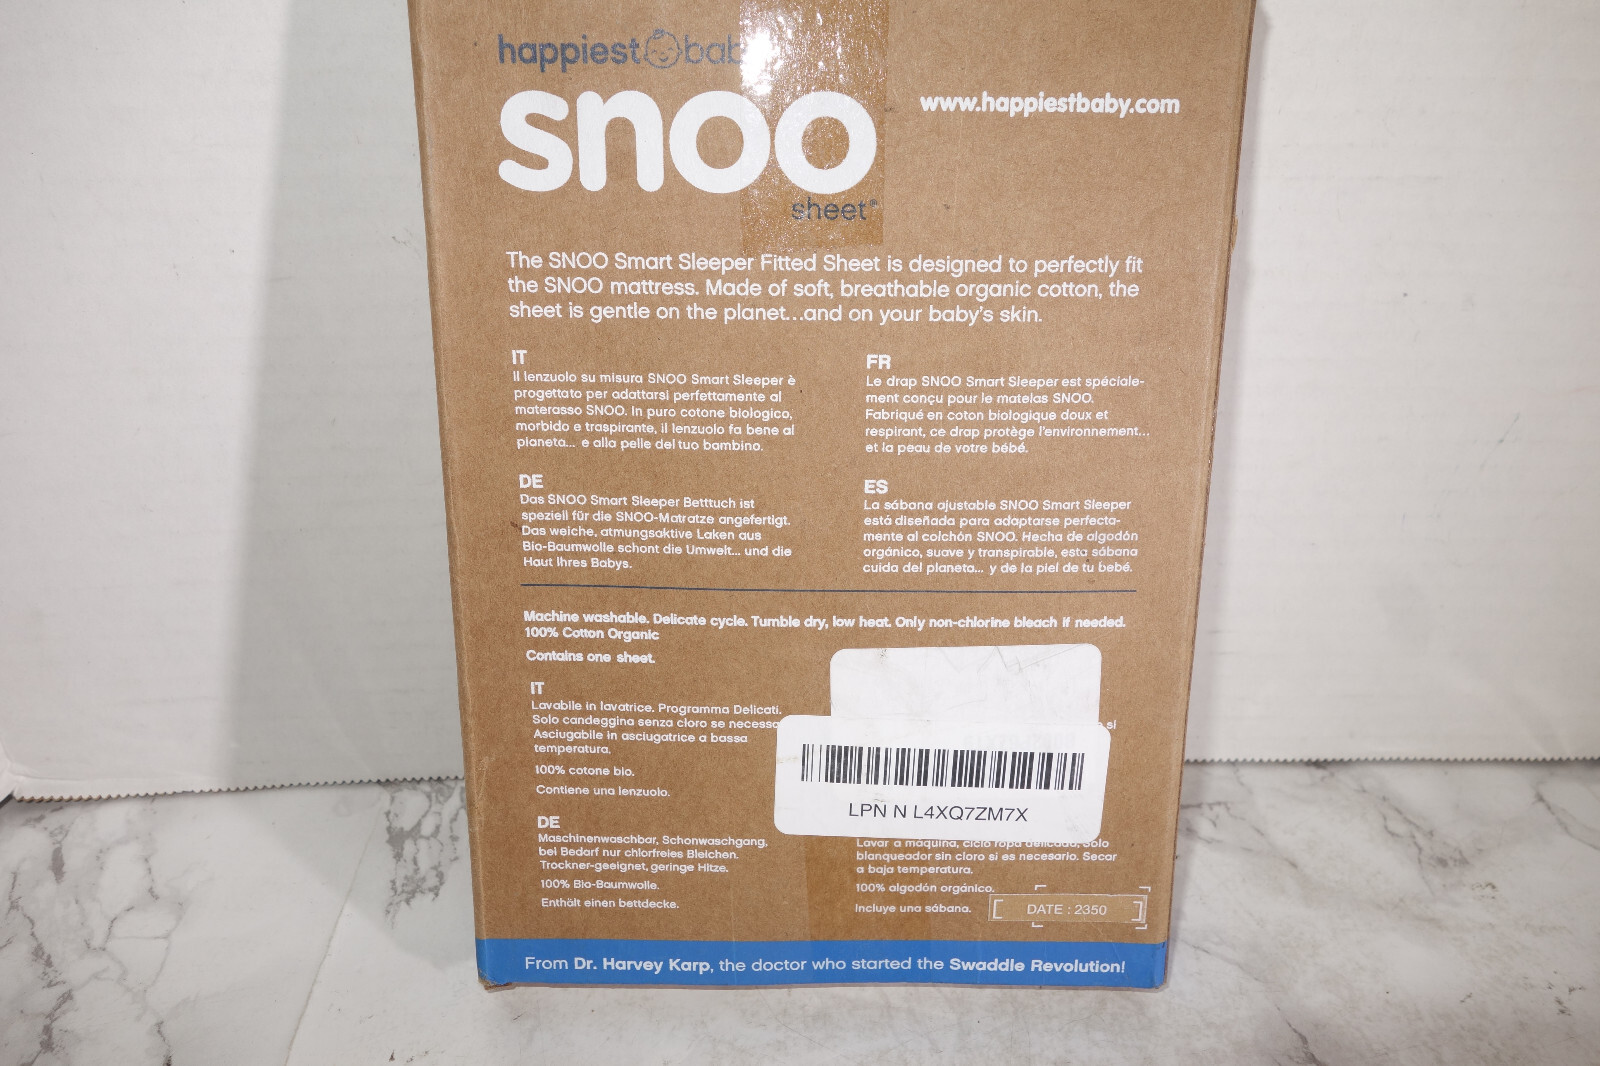 happiest bab
www.happiestbaby.com
snoo
sheet®
The SNOO Smart Sleeper Fitted Sheet is designed to perfectly fit
the SNOO mattress. Made of soft, breathable organic cotton, the
sheet is gentle on the planet...and on your baby's skin.
IT
Il lenzuolo su misura SNOO Smart Sleeper è
progettato per adattarsi perfettamente al
materasso SNOO. In puro cotone biologico,
morbido e traspirante, il lenzuolo fa bene al
pianeta... e alla pelle del tuo bambino.
FR
Le drap SNOO Smart Sleeper est spéciale-
ment conçu pour le matelas SNOO.
Fabriqué en coton biologique doux et
respirant, ce drap protège l'environnement...
et la peau de votre bébé.
DE
Das SNOO Smart Sleeper Betttuch ist
speziell für die SNOO-Matratze angefertigt.
Das weiche, atmungsaktive Laken aus
Bio-Baumwolle schont die Umwelt... und die
Haut Ihres Babys.
ES
La sábana ajustable SNOO Smart Sleeper
está diseñada para adaptarse perfecta-
mente al colchón SNOO. Hecha de algodón
orgánico, suave y transpirable, esta sábana
cuida del planeta... y de la piel de tu bebé.
Machine washable. Delicate cycle. Tumble dry, low heat. Only non-chlorine bleach if needed.
100% Cotton Organic
Contains one sheet.
IT
Lavabile in lavatrice. Programma Delicati.
Solo candeggina senza cloro se necessa
Asciugabile in asciugatrice a bassa
temperatura.
100% cotone bio.
Contiene una lenzuolo.
si
LPN N L4XQ7ZM7X
DE
Maschinenwaschbar, Schonwaschgang,
bei Bedarf nur chlorfreies Bleichen.
Trockner-geeignet, geringe Hitze.
100% Bio-Baumwolle.
Enthält einen bettdecke.
Lavar a máquina, ciclo ropa delicada, Solo
blanqueador sin cloro si es necesario. Secar
a baja temperatura.
100% algodón orgánico.
Incluye una sábana.
DATE : 2350
From Dr. Harvey Karp, the doctor who started the Swaddle Revolution!